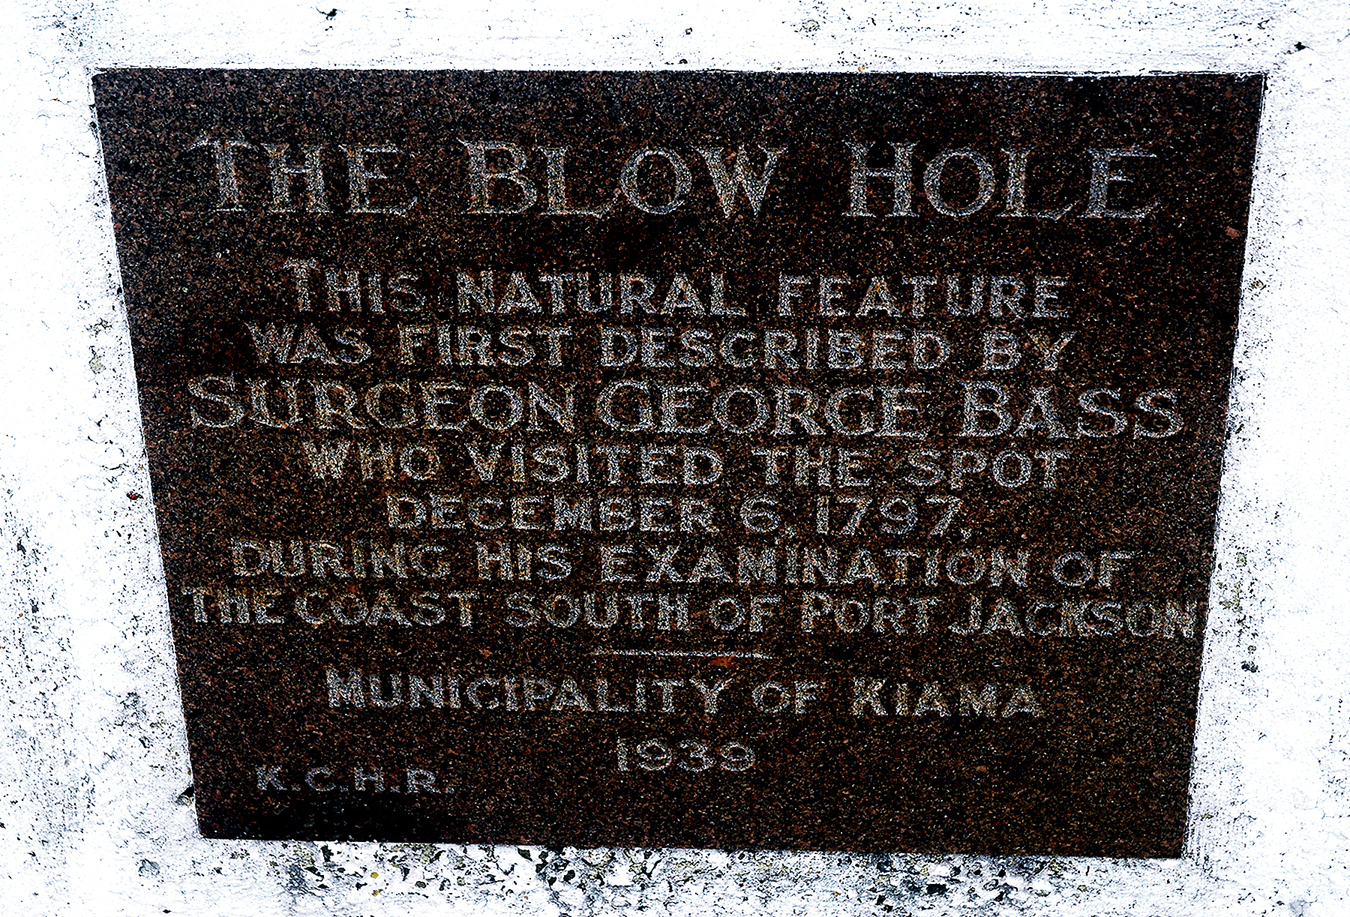 THE BLOW HOLE
THIS NATURAL FEATURE
WAS FIRST DESCRIBED BY
SURGEON GEORGE BASS
WHO VISITED THE SPOT
DECEMBER 6, 1797,
DURING HIS EXAMINATION OF
THE COAST SOUTH OF PORT JACKSON
MUNICIPALITY OF KIAMA
1939
K.C.H.R.